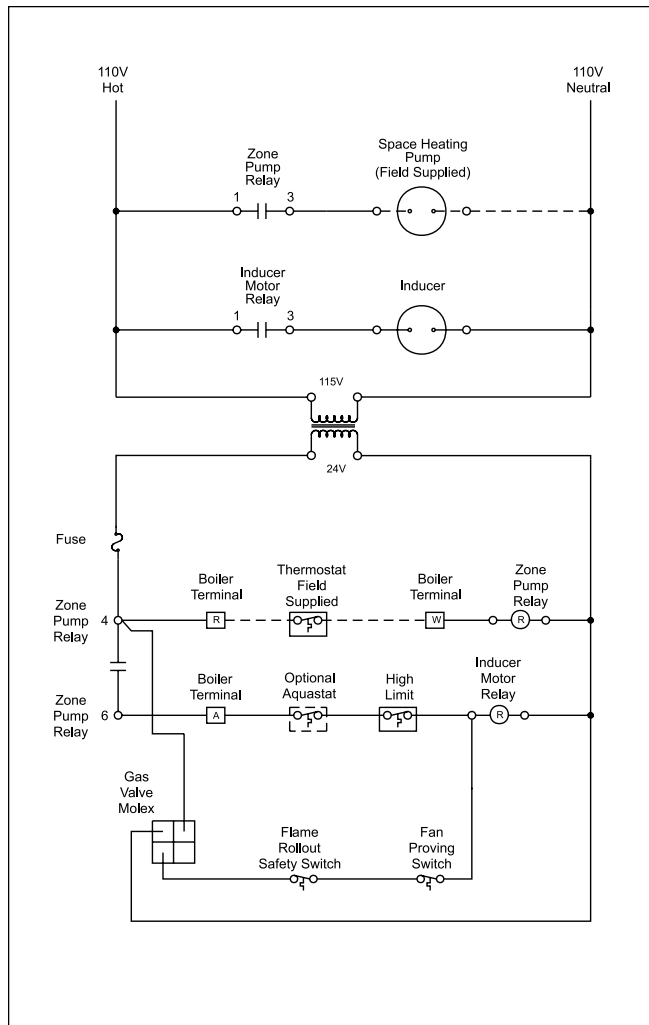 110V
Hot
110V
Neutral
Zone
Pump
Relay
1
3
Space Heating
Pump
(Field Supplied)
Inducer
Motor
Relay
1
3
Inducer
115V
24V
Fuse
Zone
Pump
Relay
4
Boiler
Terminal
R
Thermostat
Field
Supplied
Boiler
Terminal
W
Zone
Pump
Relay
R
Zone
Pump
Relay
6
Boiler
Terminal
A
Optional
Aquastat
High
Limit
Inducer
Motor
Relay
R
Gas
Valve
Molex
Flame
Rollout
Safety Switch
Fan
Proving
Switch